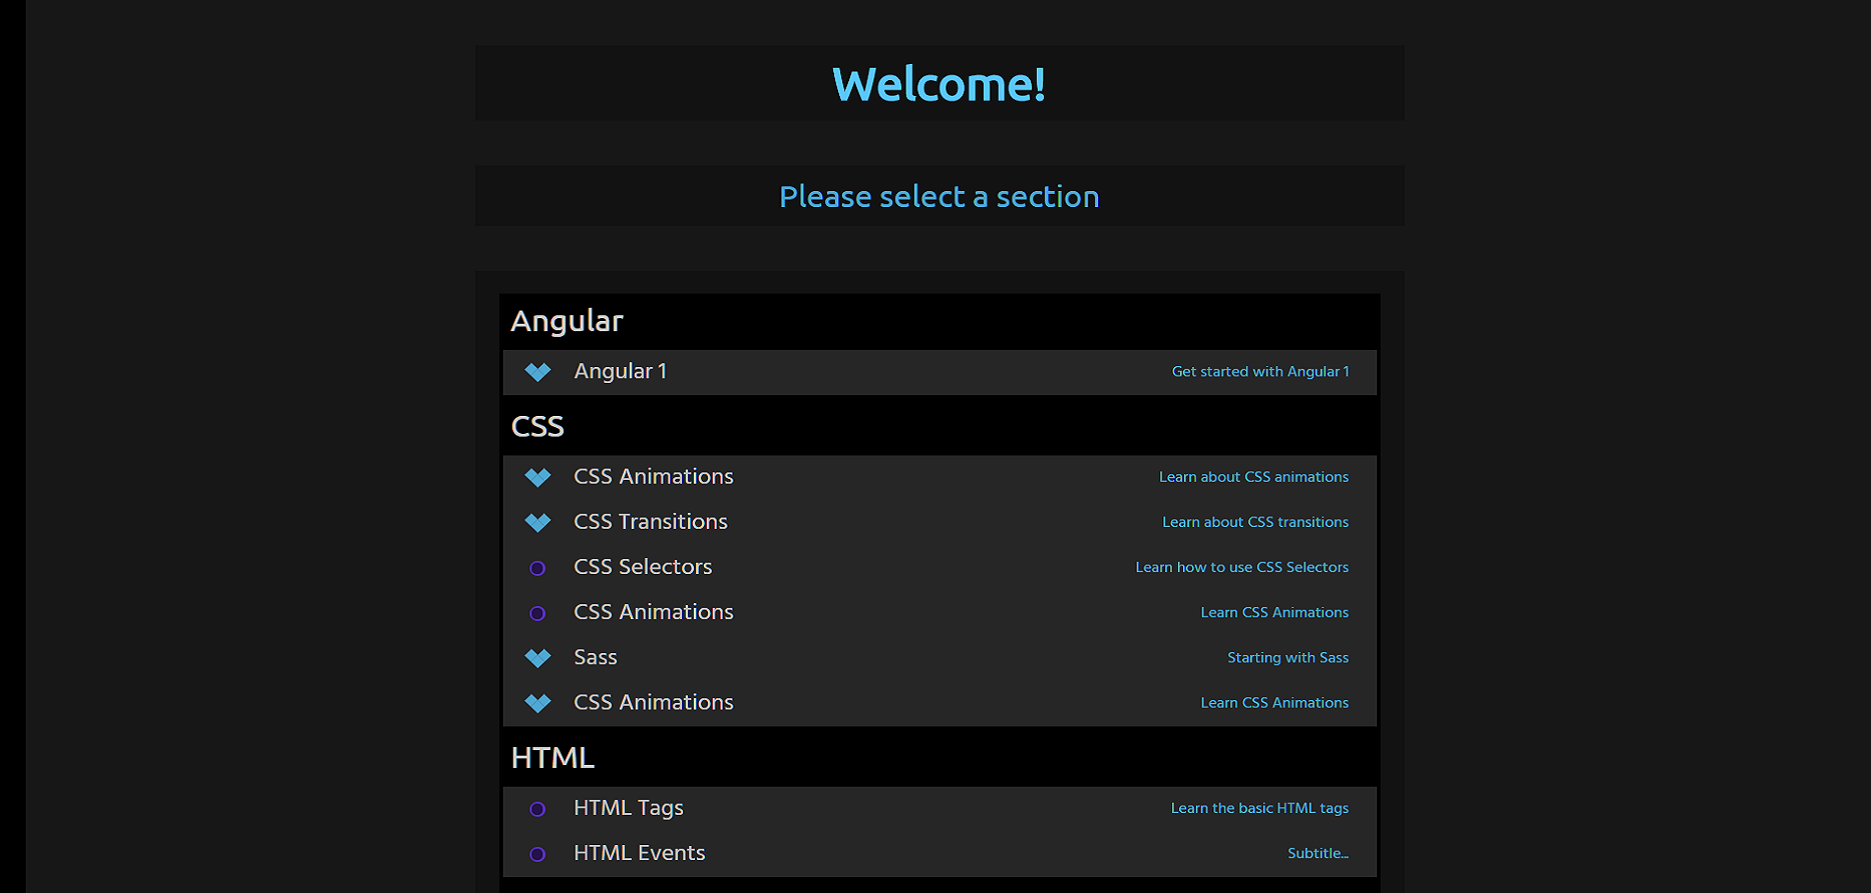 Welcome!
Please select a section
Angular
Angular 1 Get started with Angular 1
CSS
CSS Animations Learn about CSS animations
CSS Transitions Learn about CSS transitions
CSS Selectors Learn how to use CSS Selectors
CSS Animations Learn CSS Animations
Sass Starting with Sass
CSS Animations Learn CSS Animations
HTML
HTML Tags Learn the basic HTML tags
HTML Events Subtitle...